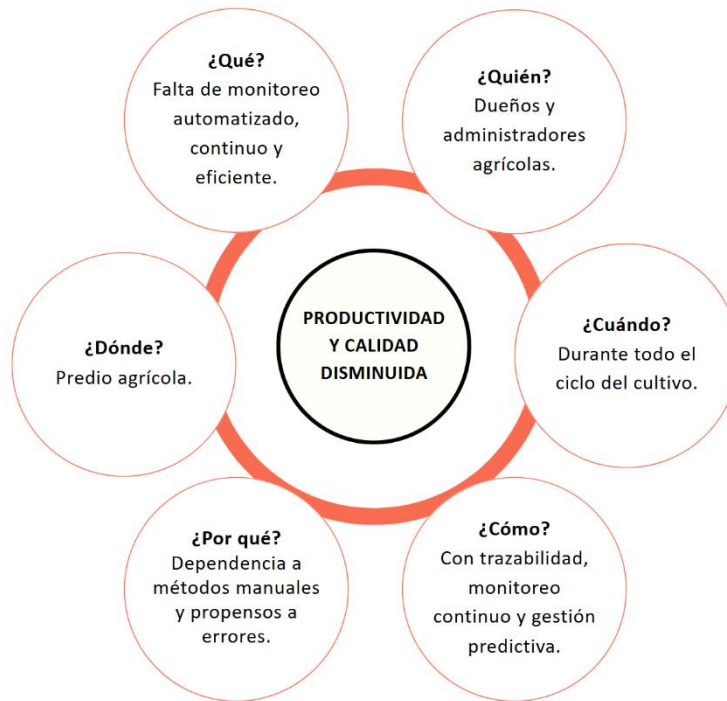 ¿Qué?
Falta de monitoreo
automatizado,
continuo y
eficiente.
¿Quién?
Dueños y
administradores
agrícolas.
¿Dónde?
Predio agrícola.
PRODUCTIVIDAD
Y CALIDAD
DISMINUIDA
¿Cuándo?
Durante todo el
ciclo del cultivo.
¿Por qué?
Dependencia a
métodos manuales
y propensos a
errores.
¿Cómo?
Con trazabilidad,
monitoreo
continuo y gestión
predictiva.